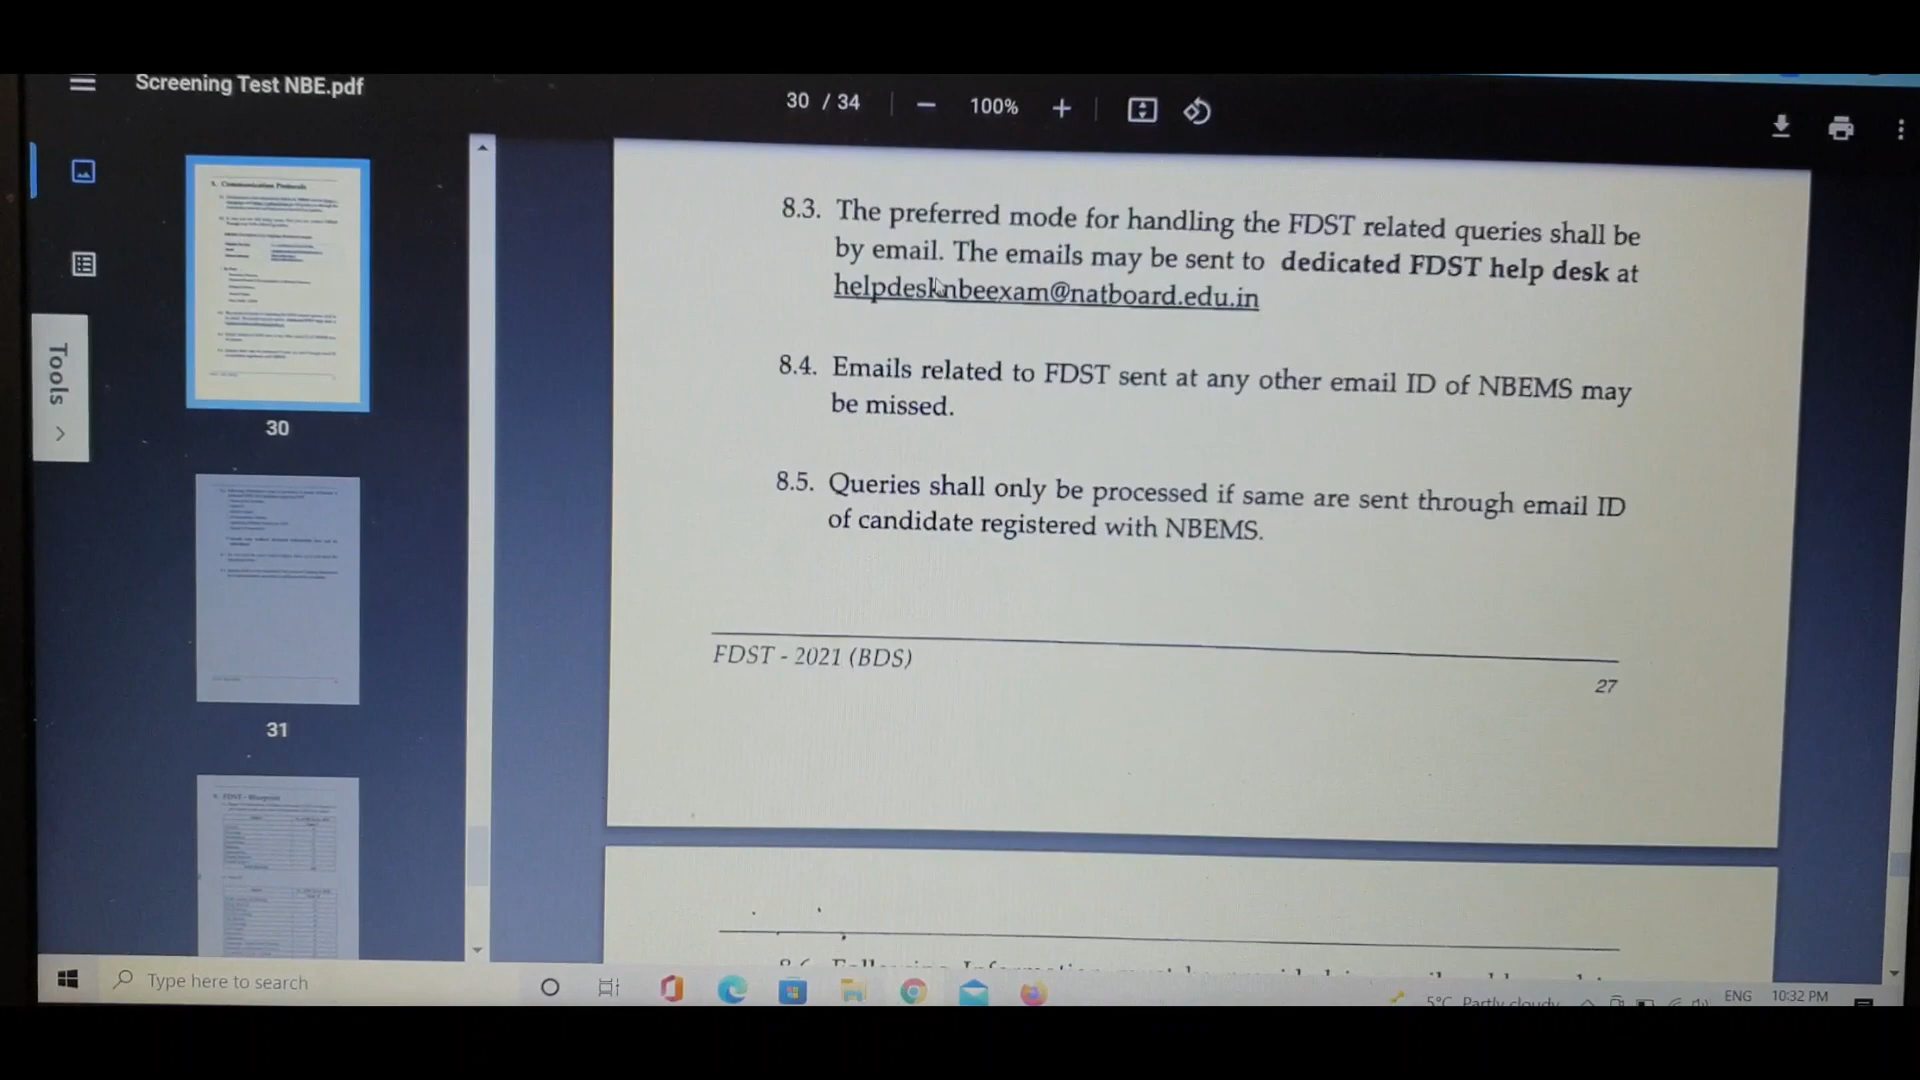 Screening Test NBE.pdf
30 / 34
100%
Tools
30
31
8.3. The preferred mode for handling the FDST related queries shall be
by email. The emails may be sent to dedicated FDST help desk at
helpdesknbeexam@natboard.edu.in
8.4. Emails related to FDST sent at any other email ID of NBEMS may
be missed.
8.5. Queries shall only be processed if same are sent through email ID
of candidate registered with NBEMS.
FDST - 2021 (BDS)
27
Type here to search
5°C Partly cloudy
ENG
10:32 PM